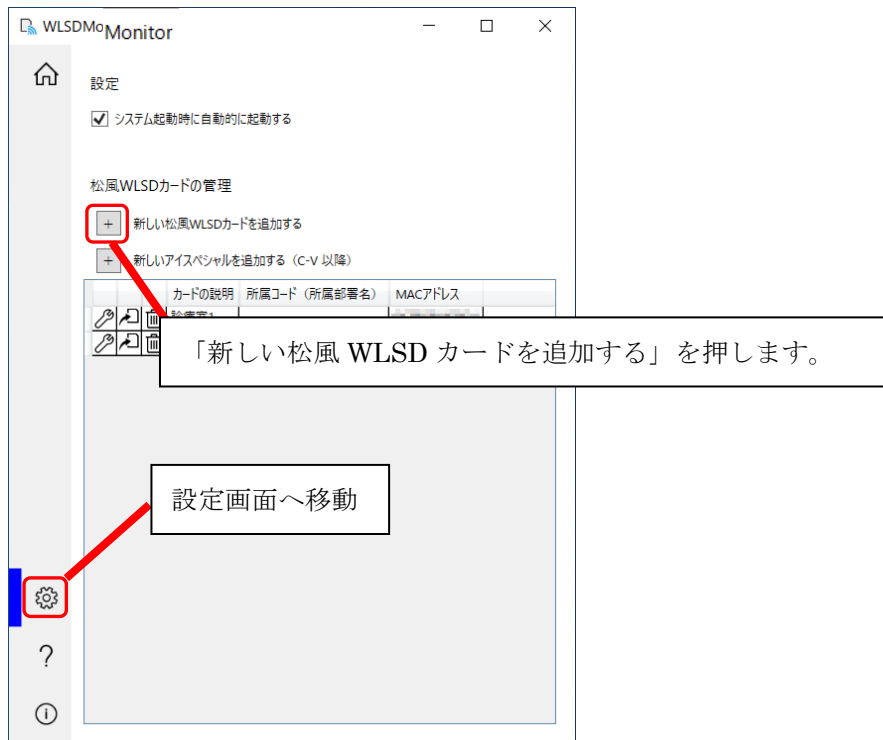 WLSDMo Monitor
設定
システム起動時に自動的に起動する
松風WLSDカードの管理
+ 新しい松風WLSDカードを追加する
+ 新しいアイスペシャルを追加する（C-V 以降）
カードの説明 所属コード（所属部署名） MACアドレス
「新しい松風 WLSD カードを追加する」を押します。
設定画面へ移動